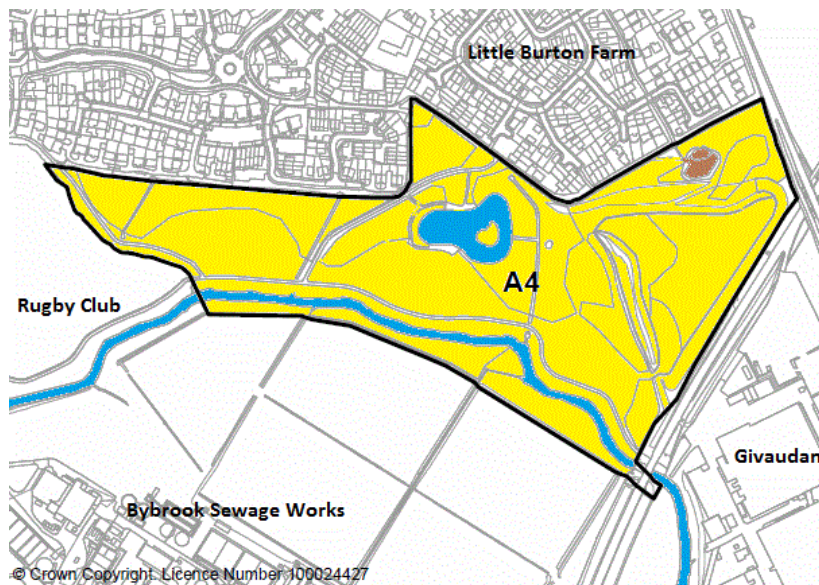 Little Burton Farm
A4
Rugby Club
Givaudan
Bybrook Sewage Works
© Crown Copyright. Licence Number 100024427